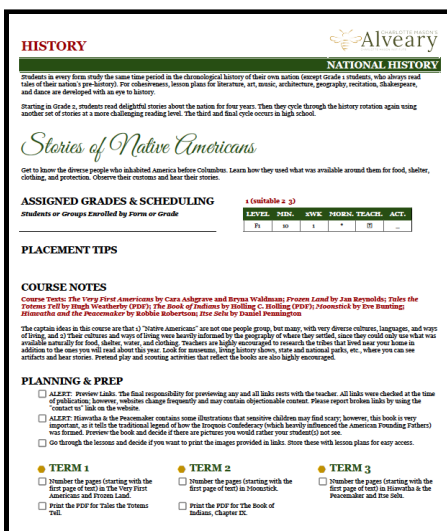 HISTORY
CHARLOTTE MASON'S
Alveary
NATIONAL HISTORY
Students in every form study the same time period in the chronological history of their own nation (except Grade 1 students, who always read
tales of their nation's pre-history). For cohesiveness, lesson plans for literature, art, music, architecture, geography, recitation, Shakespeare,
and dance are developed with an eye to history.
Starting in Grade 2, students read delightful stories about the nation for four years. Then they cycle through the history rotation again using
another set of stories at a more challenging reading level. The third and final cycle occurs in high school.
Stories of Native Americans
Get to know the diverse people who inhabited America before Columbus. Learn how they used what was available around them for food, shelter,
clothing, and protection. Observe their customs and hear their stories.
ASSIGNED GRADES & SCHEDULING
Students or Groups Enrolled by Form or Grade
1 (suitable ≥ 3)
LEVEL MIN. xWK MORN. TEACH. ACT.
F1 10 1 * T –
PLACEMENT TIPS
COURSE NOTES
Course Texts: The Very First Americans by Cara Ashgrave and Bryna Waldman; Frozen Land by Jan Reynolds; Tales the
Totems Tell by Hugh Weatherby (PDF); The Book of Indians by Holling C. Holling (PDF); Moonstick by Eve Bunting;
Hiawatha and the Peacemaker by Robbie Robertson; Itse Selu by Daniel Pennington
The captain ideas in this course are that 1) "Native Americans" are not one people group, but many, with very diverse cultures, languages, and ways
of living, and 2) Their cultures and ways of living were heavily informed by the geography of where they settled, since they could only use what was
available naturally for food, shelter, water, and clothing. Teachers are highly encouraged to research the tribes that lived near your home in
addition to the ones you will read about this year. Look for museums, living history shows, state and national parks, etc., where you can see
artifacts and hear stories. Pretend play and scouting activities that reflect the books are also highly encouraged.
PLANNING & PREP
ALERT: Preview Links. The final responsibility for previewing any and all links rests with the teacher. All links were checked at the time
of publication; however, websites change frequently and may contain objectionable content. Please report broken links by using the
"contact us" link on the website.
ALERT: Hiawatha & the Peacemaker contains some illustrations that sensitive children may find scary; however, this book is very
important, as it tells the traditional legend of how the Iroquois Confederacy (which heavily influenced the American Founding Fathers)
was formed. Preview the book and decide if there are pictures you would rather your student(s) not see.
Go through the lessons and decide if you want to print the images provided in links. Store these with lesson plans for easy access.
TERM 1
Number the pages (starting with the
first page of text) in The Very First
Americans and Frozen Land.
Print the PDF for Tales the Totems
Tell.
TERM 2
Number the pages (starting with the
first page of text) in Moonstick.
Print the PDF for The Book of
Indians, Chapter IX.
TERM 3
Number the pages (starting with the
first page of text) in Hiawatha & the
Peacemaker and Itse Selu.